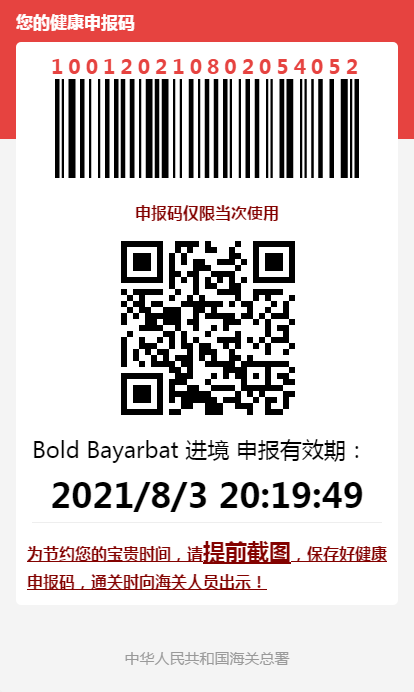 您的健康申报码
100120210802054052
申报码仅限当次使用
Bold Bayarbat 进境 申报有效期：
2021/8/3 20:19:49
为节约您的宝贵时间，请提前截图，保存好健康
申报码，通关时向海关人员出示！
中华人民共和国海关总署